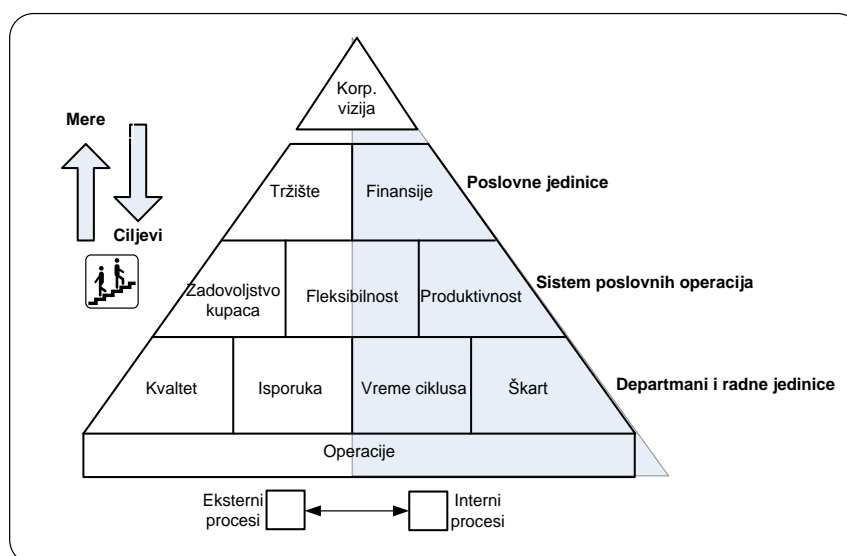 Korp.
vizija
Mere
Ciljevi
Tržište
Finansije
Poslovne jedinice
Zadovoljstvo
kupaca
Fleksibilnost
Produktivnost
Sistem poslovnih operacija
Kvaltet
Isporuka
Vreme ciklusa
Škart
Departmani i radne jedinice
Operacije
Eksterni
procesi
Interni
procesi